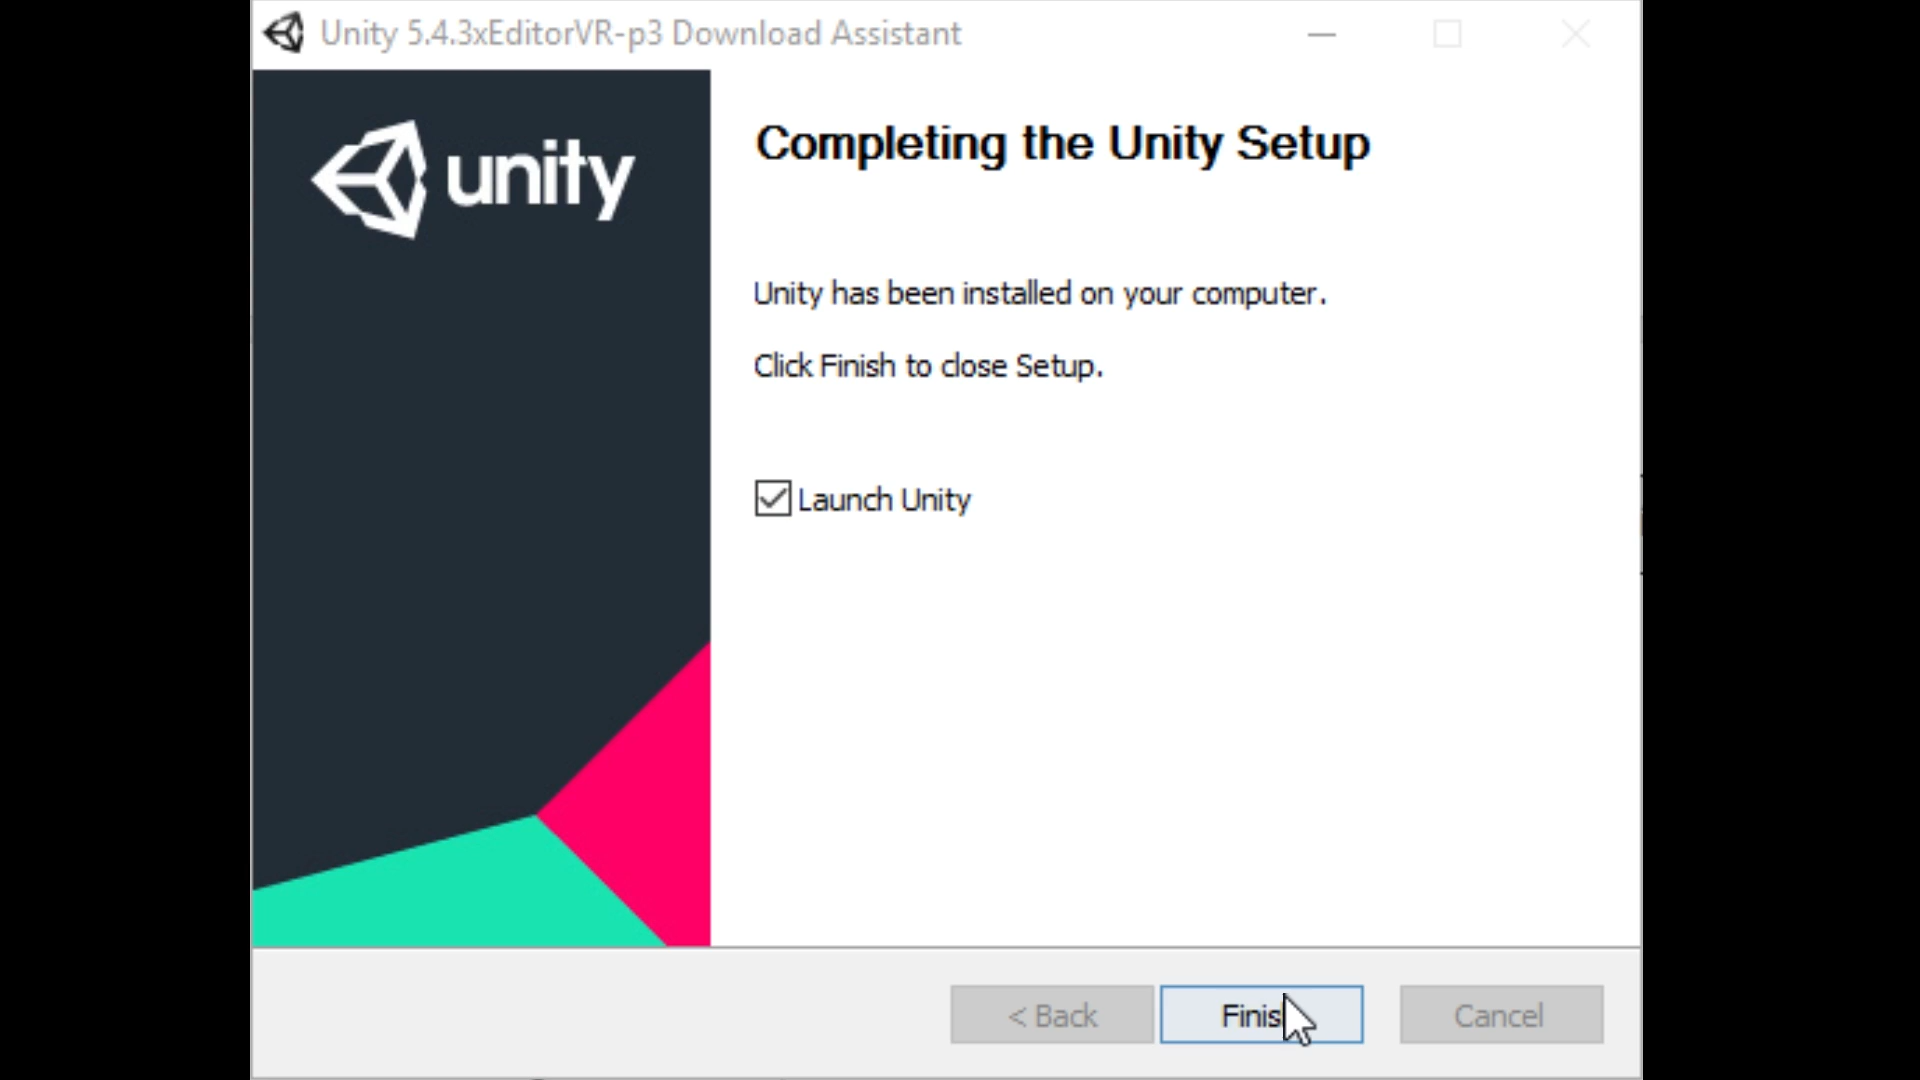 Unity 5.4.3xEditorVR-p3 Download Assistant
unity
Completing the Unity Setup
Unity has been installed on your computer.
Click Finish to close Setup.
Launch Unity
< Back
Finis
Cancel